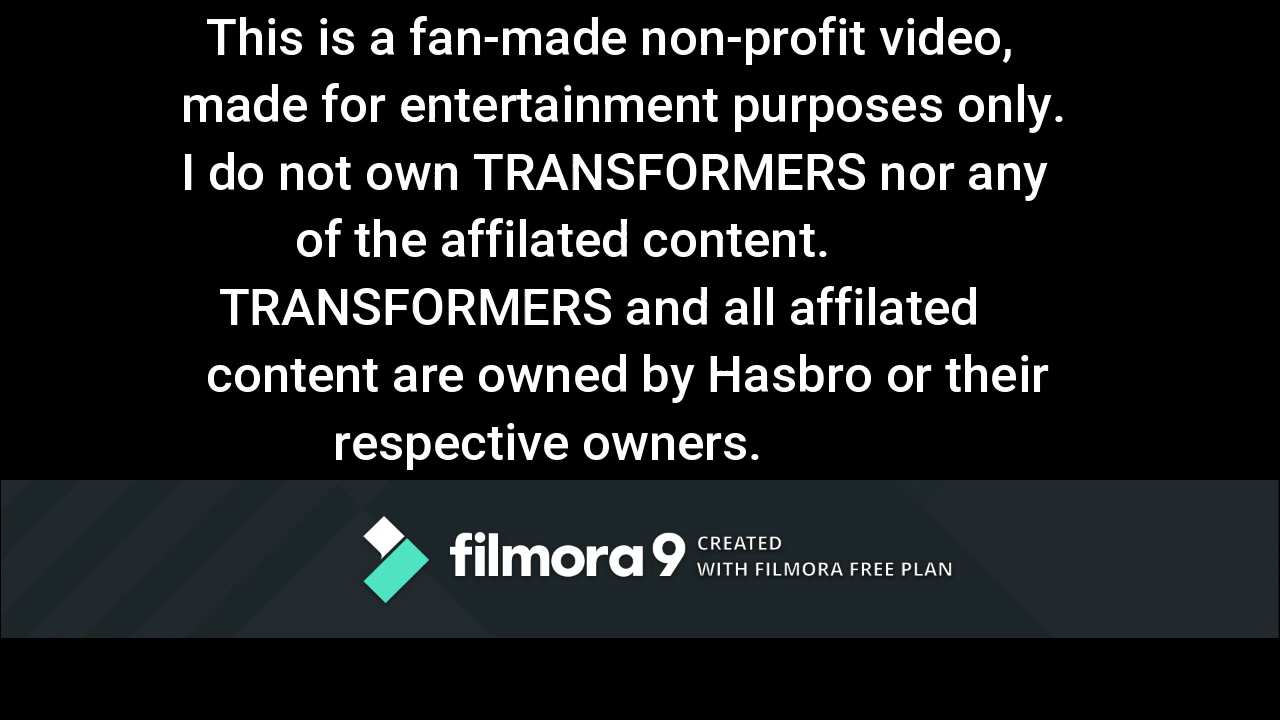 This is a fan-made non-profit video,
made for entertainment purposes only.
I do not own TRANSFORMERS nor any
of the affilated content.
TRANSFORMERS and all affilated
content are owned by Hasbro or their
respective owners.
filmora 9 CREATED
WITH FILMORA FREE PLAN